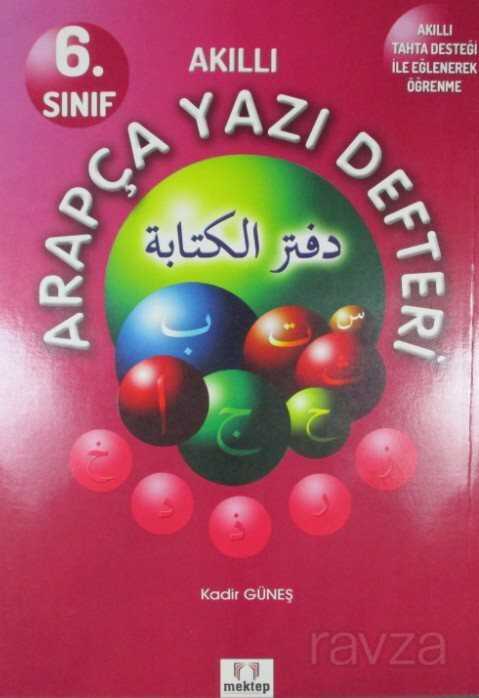 6.
SINIF
AKILLI
AKILLI
TAHTA DESTEĞİ
İLE EĞLENEREK
ÖĞRENME
ARAPÇA YAZI DEFTERİ
دفتر الكتابة
ب
ت
س
ث
ا
ج
ح
خ
د
ذ
ر
ز
Kadir GÜNEŞ
mektep
ravza